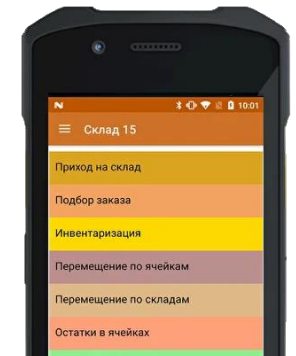 10:01
Склад 15
Приход на склад
Подбор заказа
Инвентаризация
Перемещение по ячейкам
Перемещение по складам
Остатки в ячейках